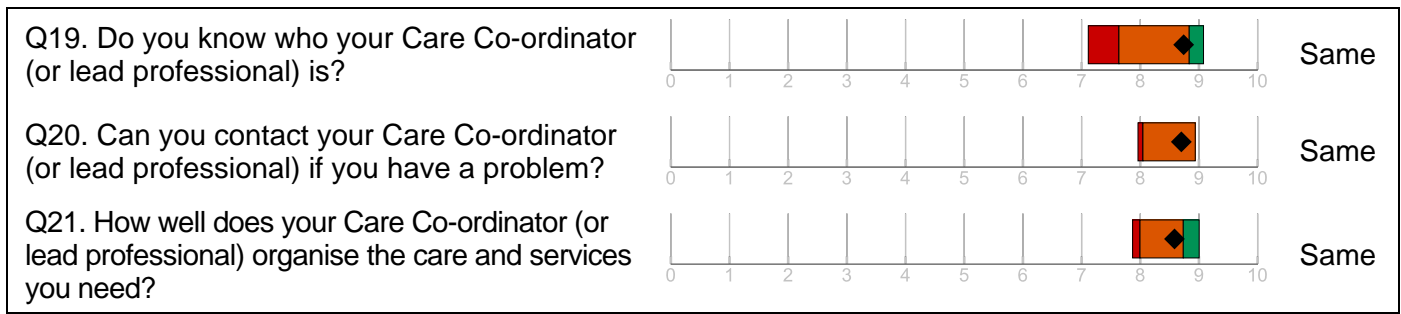 Q19. Do you know who your Care Co-ordinator
(or lead professional) is?
0 1 2 3 4 5 6 7 8 9 10
Same
Q20. Can you contact your Care Co-ordinator
(or lead professional) if you have a problem?
0 1 2 3 4 5 6 7 8 9 10
Same
Q21. How well does your Care Co-ordinator (or
lead professional) organise the care and services
you need?
0 1 2 3 4 5 6 7 8 9 10
Same